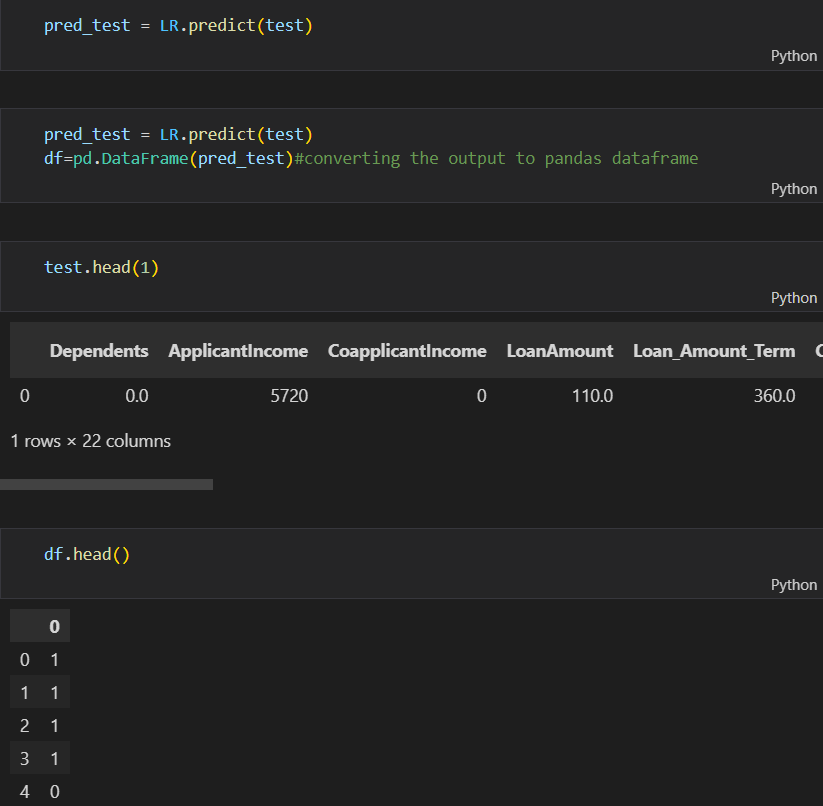 pred_test = LR.predict(test)
Python
pred_test = LR.predict(test)
df=pd.DataFrame(pred_test)#converting the output to pandas dataframe
Python
test.head(1)
Python
Dependents ApplicantIncome CoapplicantIncome LoanAmount Loan_Amount_Term
0 0.0 5720 0 110.0 360.0
1 rows × 22 columns
df.head()
Python
0
0 1
1 1
2 1
3 1
4 0